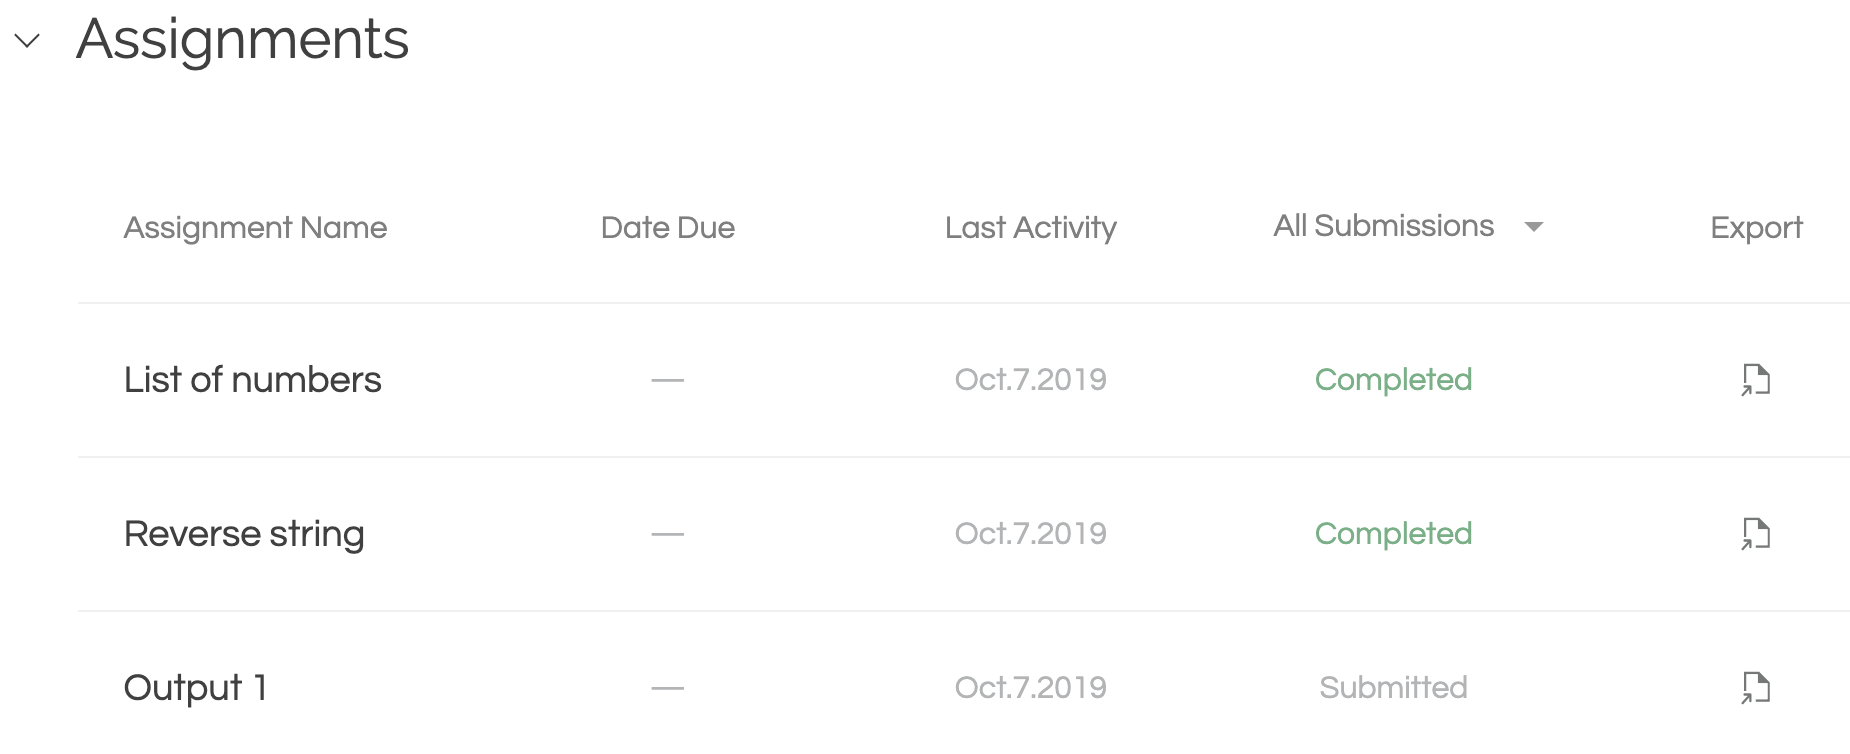 Assignments
Assignment Name Date Due Last Activity All Submissions Export
List of numbers — Oct.7.2019 Completed
Reverse string — Oct.7.2019 Completed
Output 1 — Oct.7.2019 Submitted